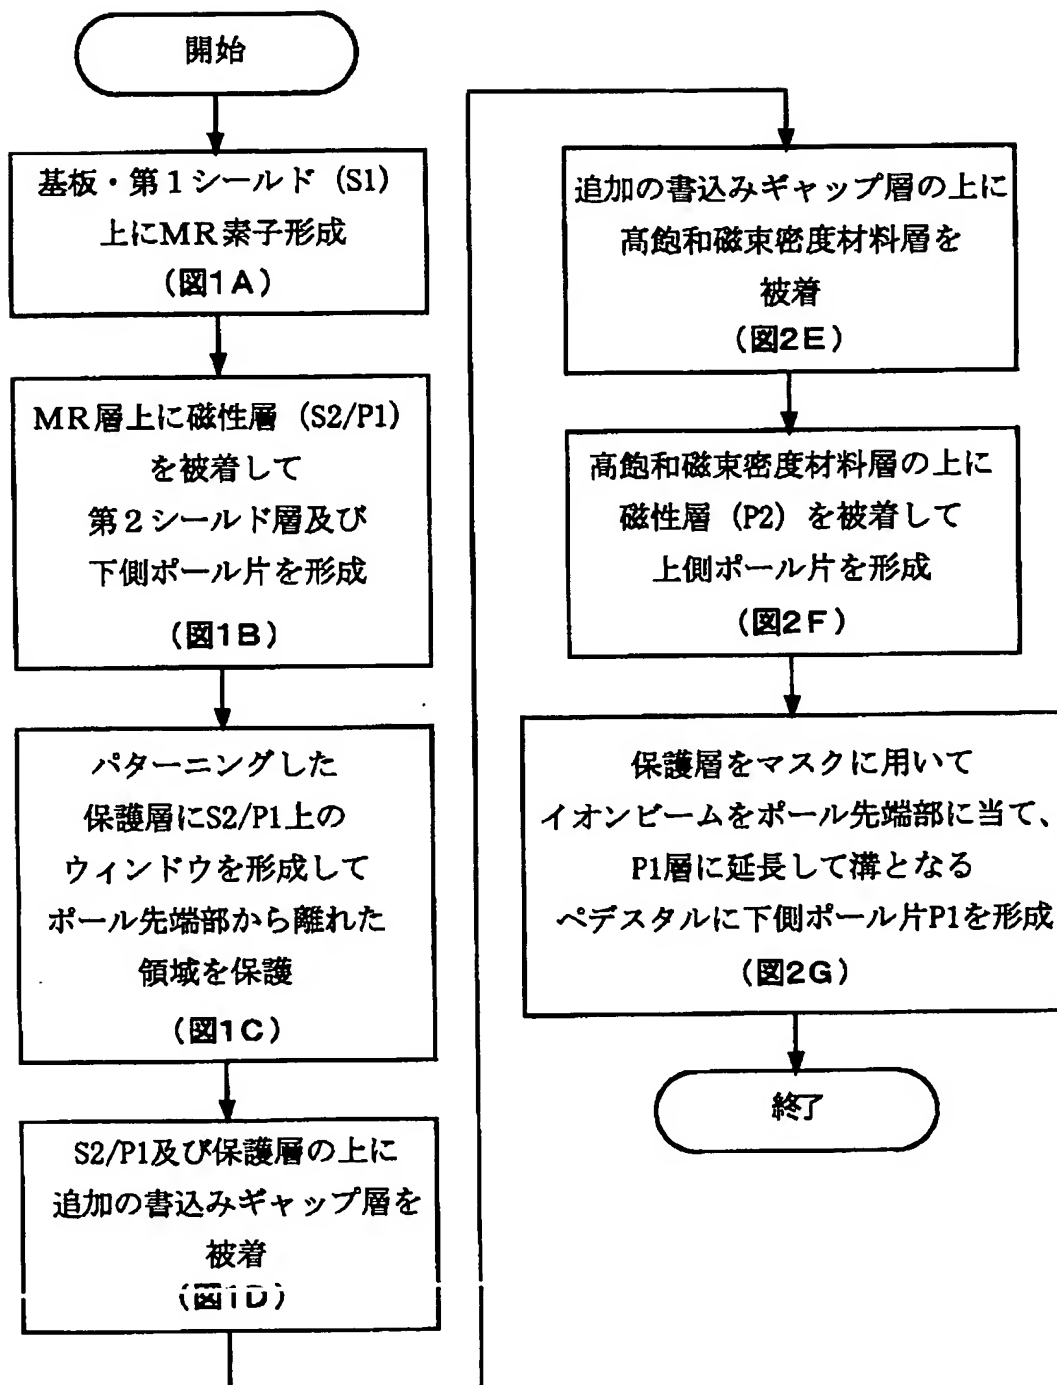 開始
基板・第1シールド (S1)
上にMR素子形成
(図1A)
MR層上に磁性層 (S2/P1)
を被着して
第2シールド層及び
下側ポール片を形成
(図1B)
パターニングした
保護層にS2/P1上の
ウィンドウを形成して
ポール先端部から離れた
領域を保護
(図1C)
S2/P1及び保護層の上に
追加の書込みギャップ層を
被着
(図1D)
追加の書込みギャップ層の上に
高飽和磁束密度材料層を
被着
(図2E)
高飽和磁束密度材料層の上に
磁性層 (P2) を被着して
上側ポール片を形成
(図2F)
保護層をマスクに用いて
イオンビームをポール先端部に当て、
P1層に延長して溝となる
ペデスタルに下側ポール片P1を形成
(図2G)
終了